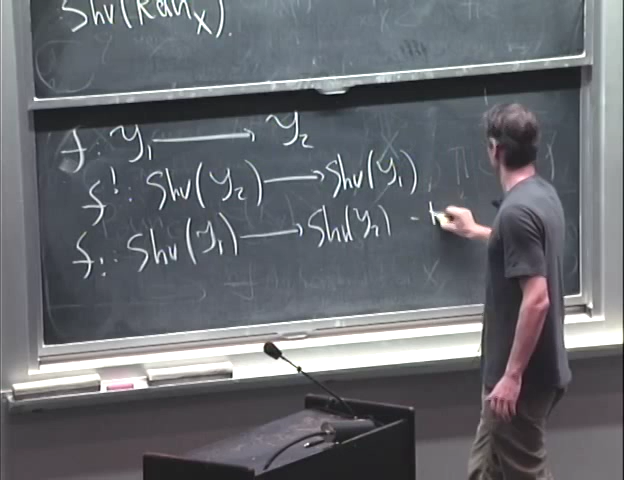 Shv(Ran_X).
f: Y_1 ⟶ Y_2
f^!: Shv(Y_2) ⟶ Shv(Y_1)
f_!: Shv(Y_1) ⟶ Shv(Y_2) -